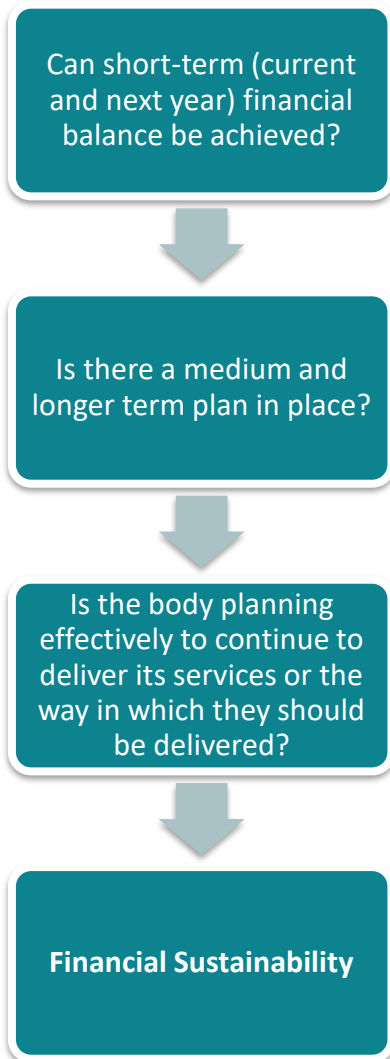 Can short-term (current
and next year) financial
balance be achieved?
Is there a medium and
longer term plan in place?
Is the body planning
effectively to continue to
deliver its services or the
way in which they should
be delivered?
Financial Sustainability